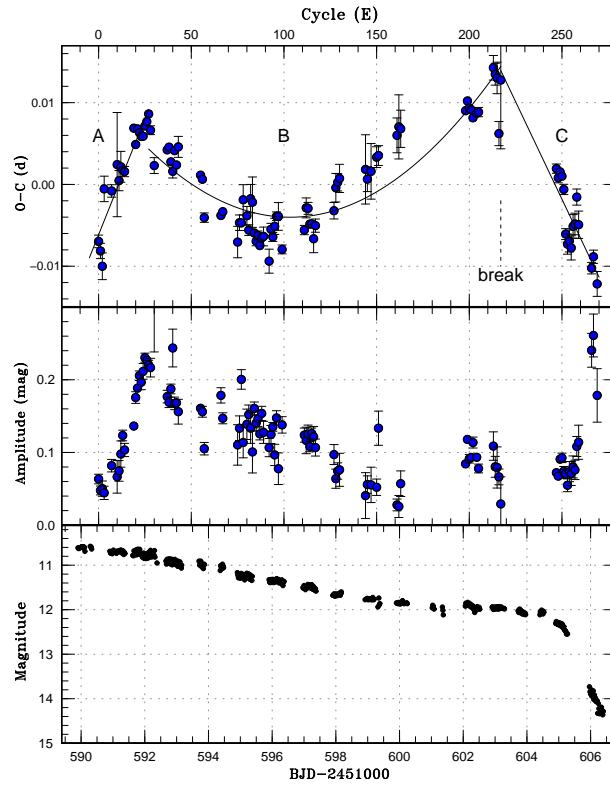 Cycle (E)
0 50 100 150 200 250
O-C (d)
0.01
0.00
−0.01
A
B
C
break
Amplitude (mag)
0.2
0.1
0.0
Magnitude
11
12
13
14
15
590 592 594 596 598 600 602 604 606
BJD-2451000